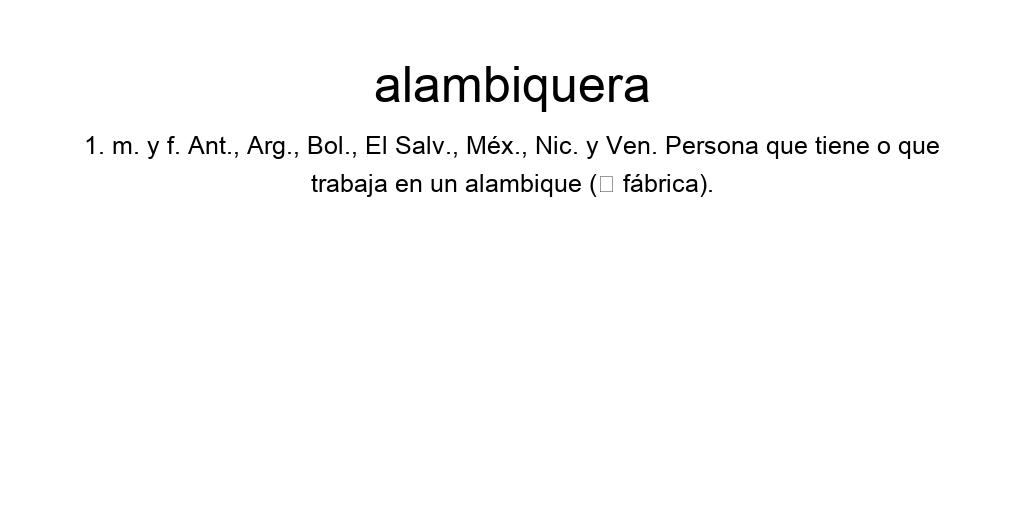 alambiquera
1. m. y f. Ant., Arg., Bol., El Salv., Méx., Nic. y Ven. Persona que tiene o que
trabaja en un alambique (□ fábrica).